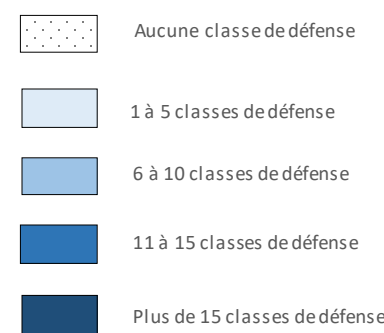 Aucune classe de défense
1 à 5 classes de défense
6 à 10 classes de défense
11 à 15 classes de défense
Plus de 15 classes de défense